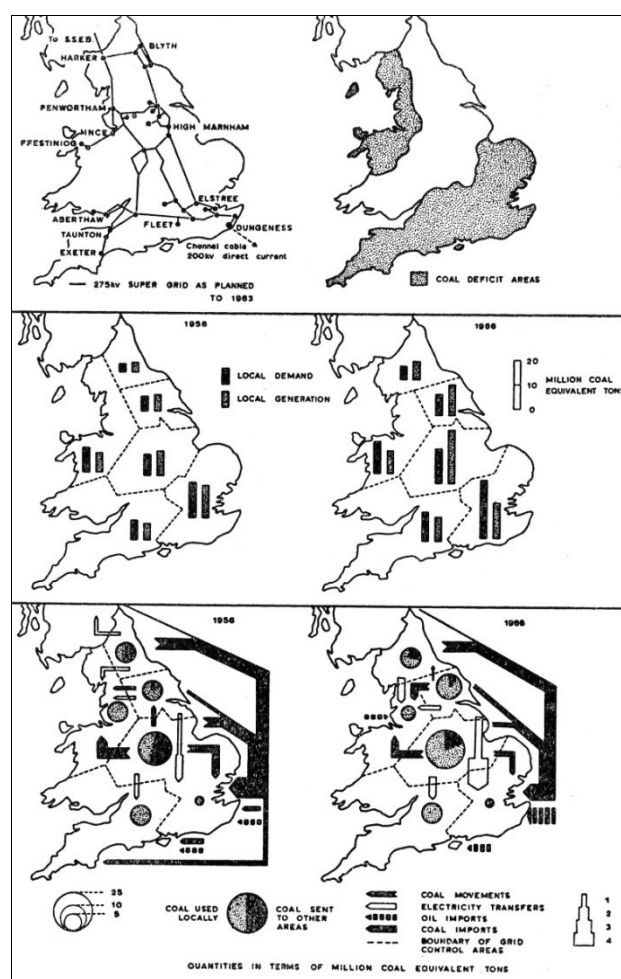 TO S.S.E.B.
BLYTH
HARKER
PENWORTHAM
INCE
HIGH MARNHAM
FFESTINIOG
ELSTREE
ABERTHAW
FLEET
DUNGENESS
TAUNTON
Channel cable
200kv direct current
EXETER
275kv SUPER GRID AS PLANNED
TO 1963
COAL DEFICIT AREAS
1956
LOCAL DEMAND
LOCAL GENERATION
1966
20
10
0
MILLION COAL
EQUIVALENT TONS
1956
1966
25
10
5
COAL USED
LOCALLY
COAL SENT
TO OTHER
AREAS
COAL MOVEMENTS
ELECTRICITY TRANSFERS
OIL IMPORTS
COAL IMPORTS
BOUNDARY OF GRID
CONTROL AREAS
1
2
3
4
QUANTITIES IN TERMS OF MILLION COAL EQUIVALENT TONS